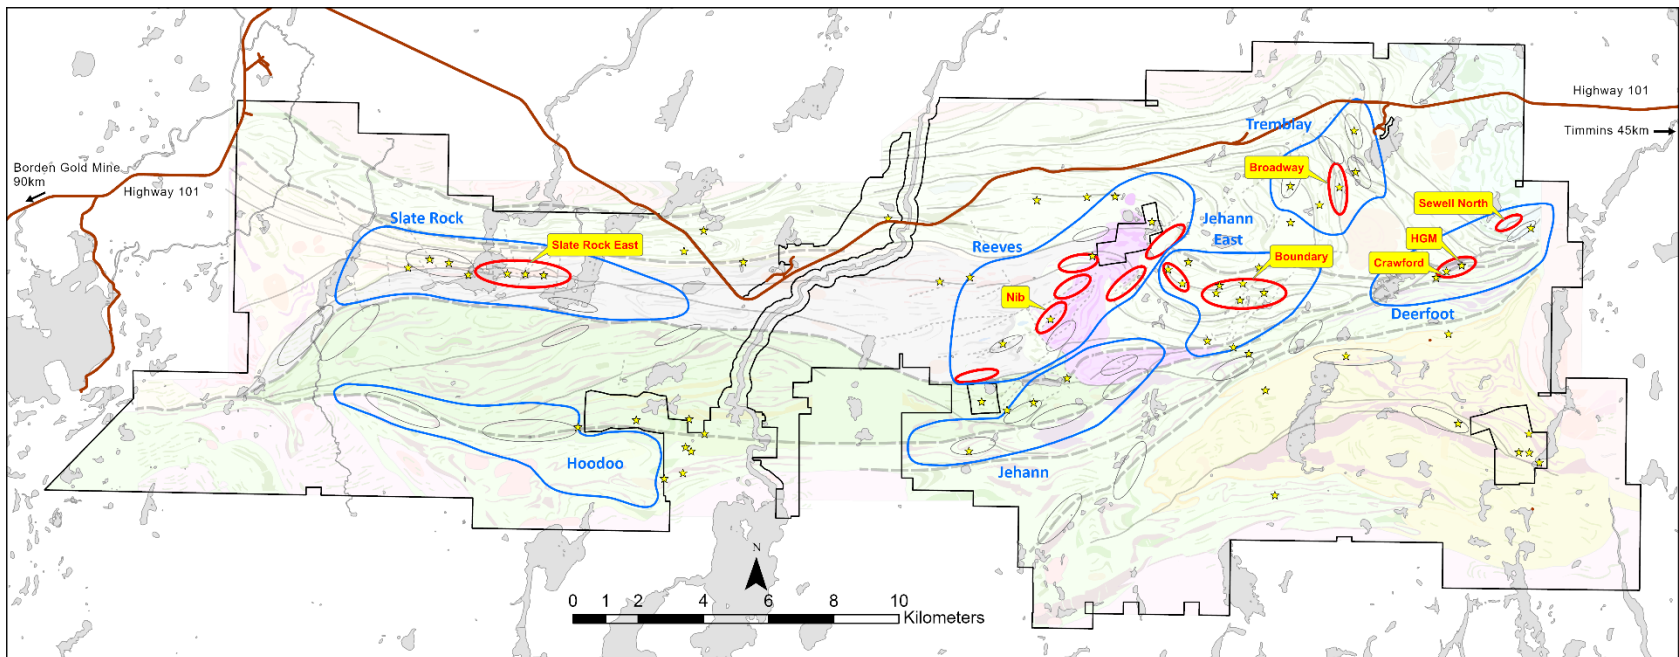 Highway 101
Timmins 45km
Tremblay
Broadway
Borden Gold Mine
90km
Highway 101
Sewell North
Slate Rock
Jehann
East
Reeves
Slate Rock East
HGM
Boundary
Crawford
Nib
Deerfoot
Hoodoo
Jehann
N
0 1 2 4 6 8 10
Kilometers